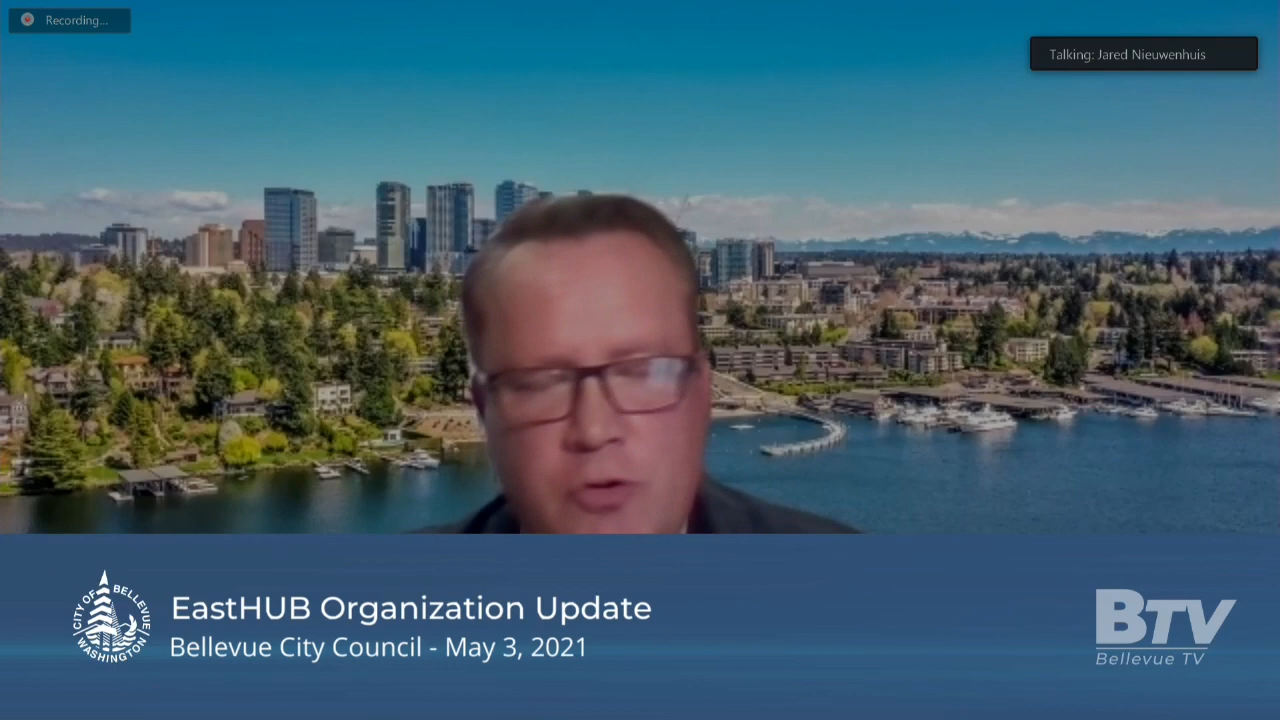 Recording...
Talking: Jared Nieuwenhuis
CITY OF BELLEVUE
WASHINGTON
EastHUB Organization Update
Bellevue City Council - May 3, 2021
BTV
Bellevue TV